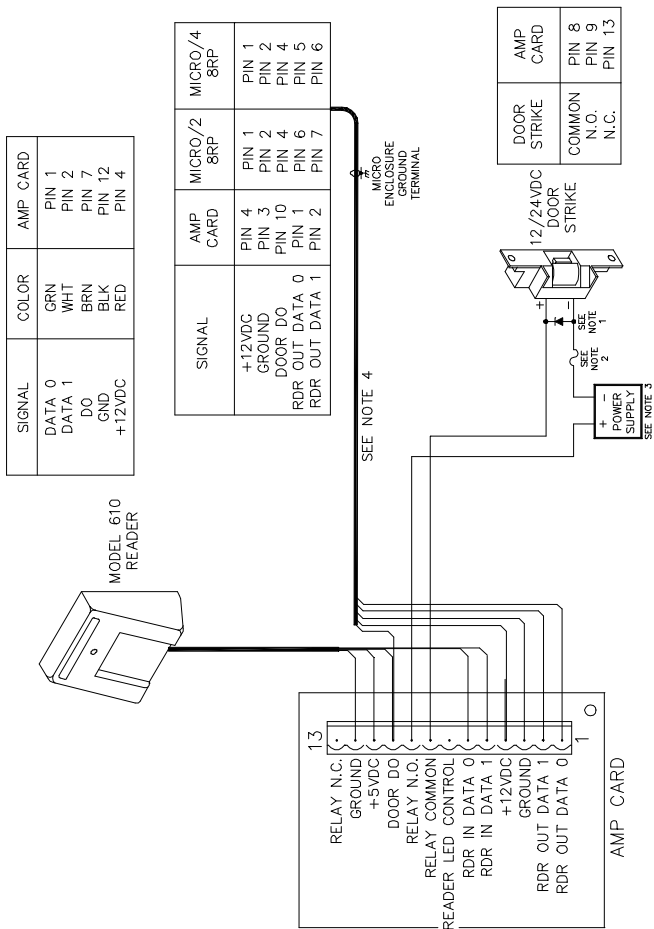 SIGNAL COLOR AMP CARD
DATA 0 GRN PIN 1
DATA 1 WHT PIN 2
DO BRN PIN 7
GND BLK PIN 12
+12VDC RED PIN 4
SIGNAL AMP CARD MICRO/2 8RP MICRO/4 8RP
+12VDC PIN 4 PIN 1 PIN 1
GROUND PIN 3 PIN 2 PIN 2
DOOR DO PIN 10 PIN 4 PIN 4
RDR OUT DATA 0 PIN 1 PIN 6 PIN 5
RDR OUT DATA 1 PIN 2 PIN 7 PIN 6
DOOR STRIKE AMP CARD
COMMON PIN 8
N.O. PIN 9
N.C. PIN 13
MODEL 610
READER
SEE NOTE 4
MICRO
ENCLOSURE
GROUND
TERMINAL
12/24VDC
DOOR
STRIKE
+
−
SEE
NOTE
1
SEE
NOTE
2
+ −
POWER
SUPPLY
SEE NOTE 3
13
RELAY N.C.
GROUND
+5VDC
DOOR DO
RELAY N.O.
RELAY COMMON
READER LED CONTROL
RDR IN DATA 0
RDR IN DATA 1
+12VDC
GROUND
RDR OUT DATA 1
RDR OUT DATA 0
1
AMP CARD